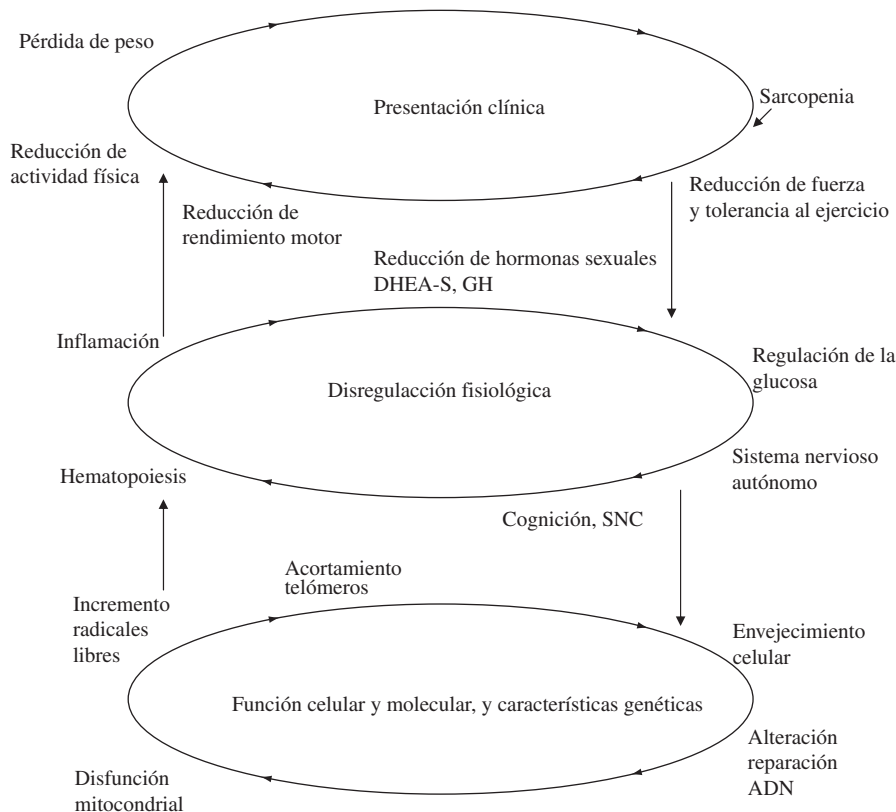 Pérdida de peso
Presentación clínica
Sarcopenia
Reducción de
actividad física
Reducción de
rendimiento motor
Reducción de fuerza
y tolerancia al ejercicio
Reducción de hormonas sexuales
DHEA-S, GH
Inflamación
Regulación de la
glucosa
Disregulacción fisiológica
Hematopoiesis
Sistema nervioso
autónomo
Cognición, SNC
Acortamiento
telómeros
Incremento
radicales
libres
Envejecimiento
celular
Función celular y molecular, y características genéticas
Alteración
reparación
ADN
Disfunción
mitocondrial